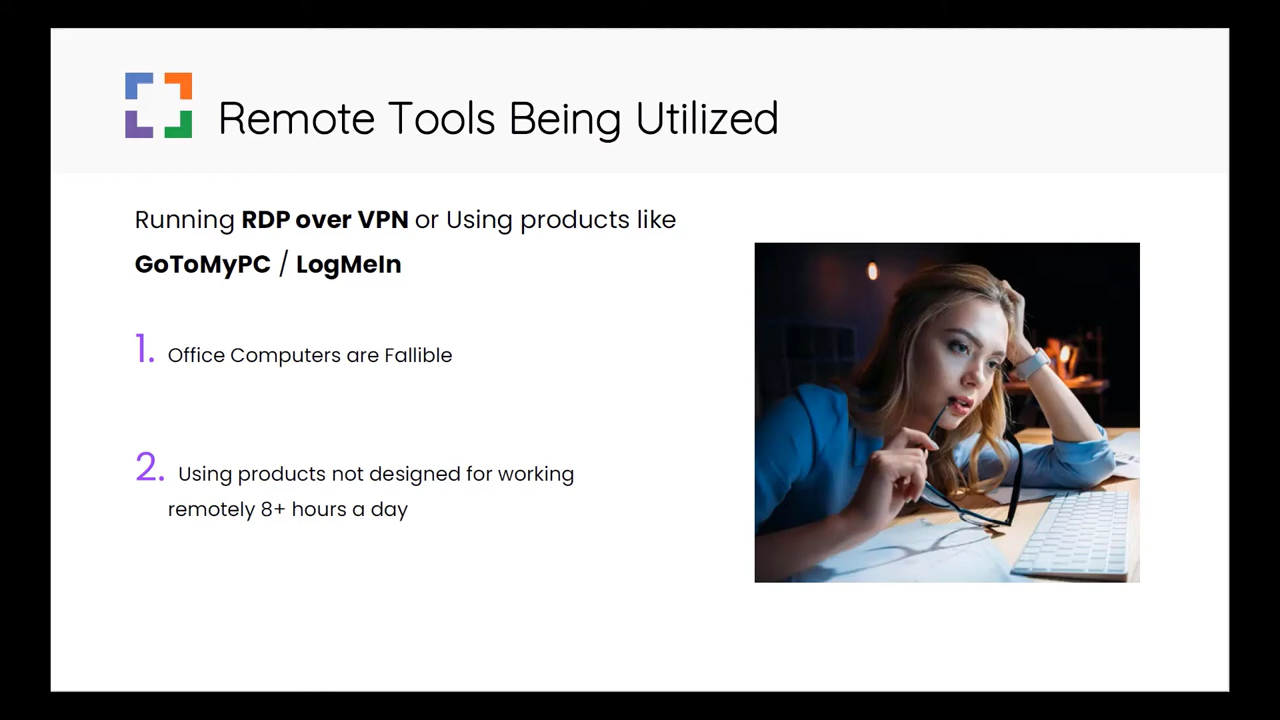 Remote Tools Being Utilized
Running RDP over VPN or Using products like
GoToMyPC / LogMeIn
1. Office Computers are Fallible
2. Using products not designed for working
remotely 8+ hours a day